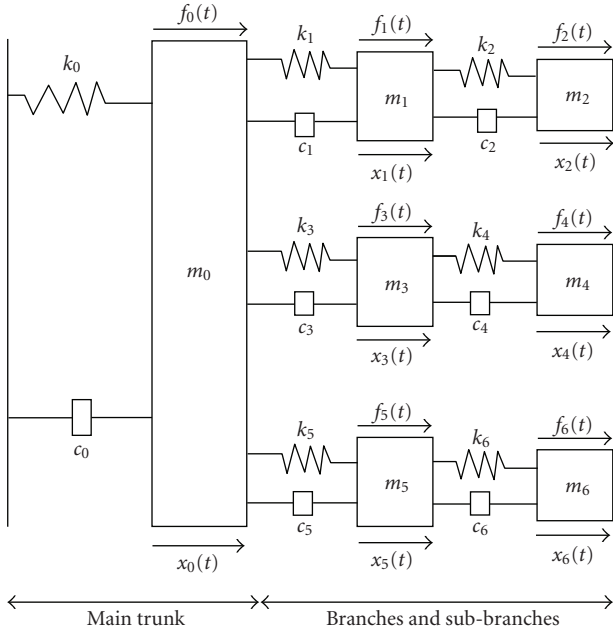 f₀(t)
k₁
f₁(t)
k₂
f₂(t)
k₀
m₁
m₂
c₁
c₂
x₁(t)
x₂(t)
f₃(t)
f₄(t)
k₃
k₄
m₀
m₃
m₄
c₃
c₄
x₃(t)
x₄(t)
f₅(t)
f₆(t)
c₀
k₅
k₆
m₅
m₆
c₅
c₆
x₀(t)
x₅(t)
x₆(t)
Main trunk
Branches and sub-branches